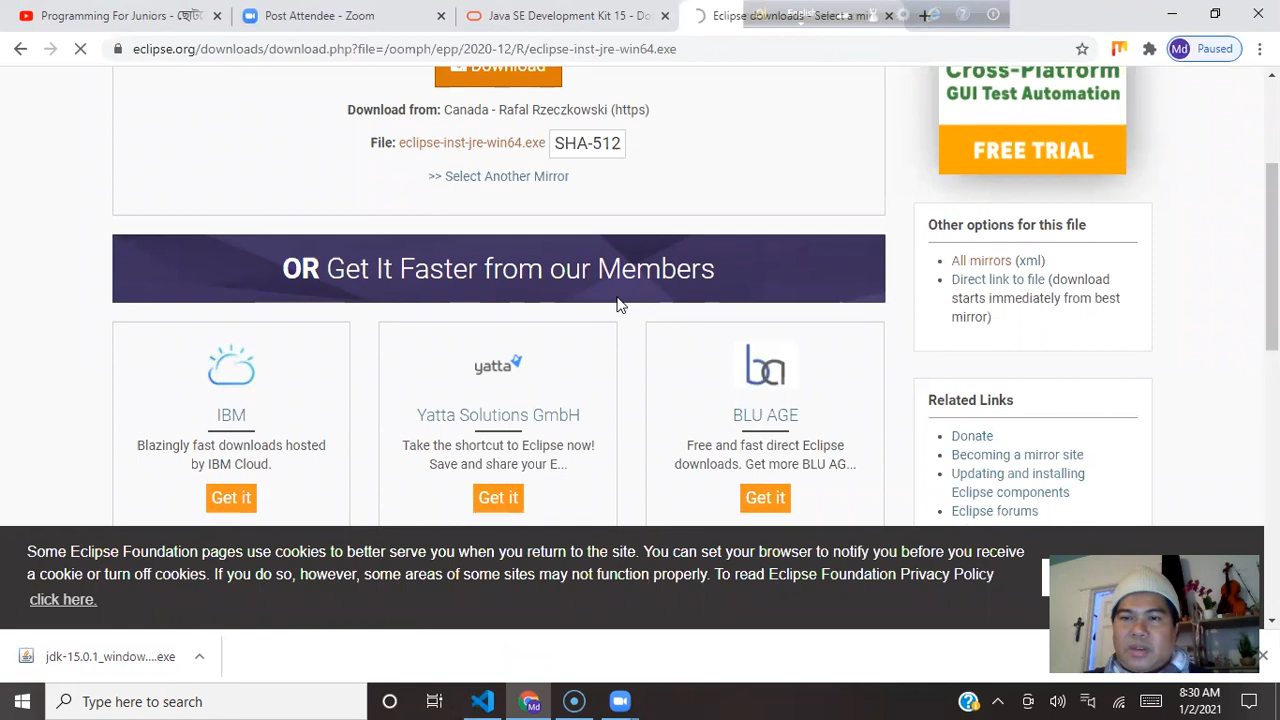 Programming For Juniors -
Post Attendee - Zoom
Java SE Development Kit 15 - Do
Eclipse downloads - Select a mi
English
eclipse.org/downloads/download.php?file=/oomph/epp/2020-12/R/eclipse-inst-jre-win64.exe
Md Paused
Download
Download from: Canada - Rafal Rzeczkowski (https)
File: eclipse-inst-jre-win64.exe SHA-512
>> Select Another Mirror
OR Get It Faster from our Members
IBM
Blazingly fast downloads hosted
by IBM Cloud.
Get it
yatta
Yatta Solutions GmbH
Take the shortcut to Eclipse now!
Save and share your E...
Get it
ba
BLU AGE
Free and fast direct Eclipse
downloads. Get more BLU AG...
Get it
Cross-Platform
GUI Test Automation
FREE TRIAL
Other options for this file
• All mirrors (xml)
• Direct link to file (download
starts immediately from best
mirror)
Related Links
• Donate
• Becoming a mirror site
• Updating and installing
Eclipse components
• Eclipse forums
Some Eclipse Foundation pages use cookies to better serve you when you return to the site. You can set your browser to notify you before you receive
a cookie or turn off cookies. If you do so, however, some areas of some sites may not function properly. To read Eclipse Foundation Privacy Policy
click here.
jdk-15.0.1_window....exe
Type here to search
Md
8:30 AM
1/2/2021